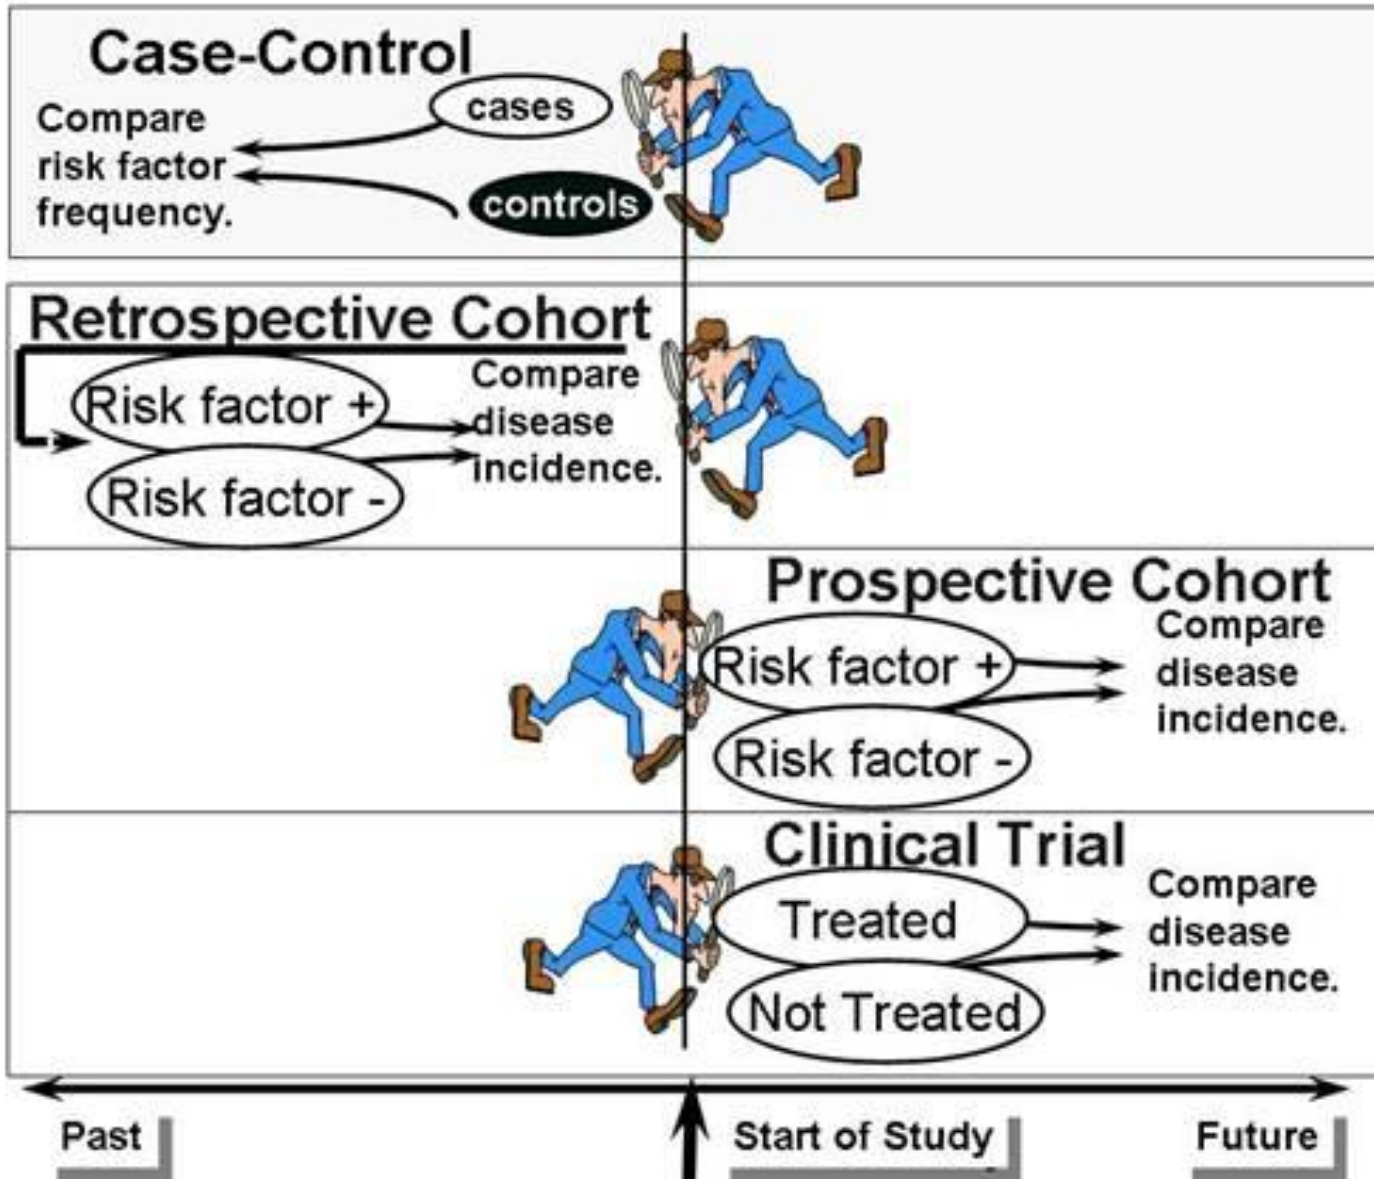 Case-Control
Compare
risk factor
frequency.
cases
controls
Retrospective Cohort
Risk factor +
Risk factor -
Compare
disease
incidence.
Prospective Cohort
Risk factor +
Risk factor -
Compare
disease
incidence.
Clinical Trial
Treated
Not Treated
Compare
disease
incidence.
Past
Start of Study
Future